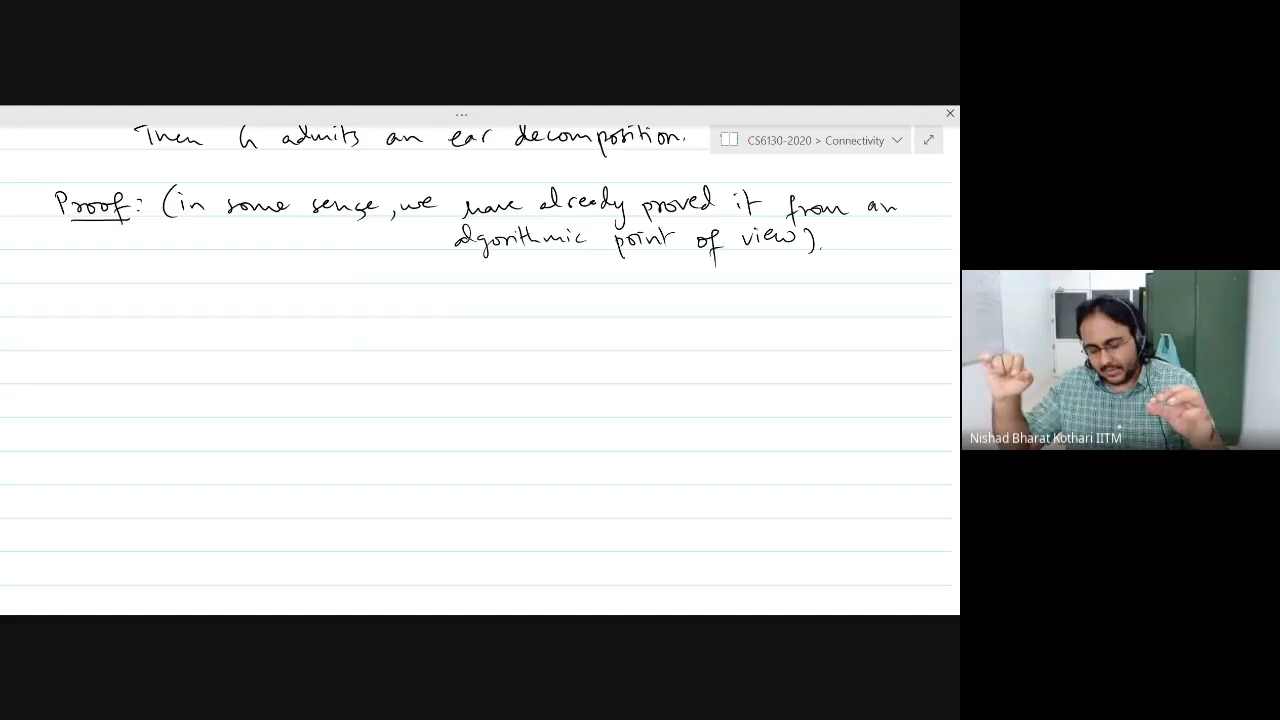 Then G admits an ear decomposition.
CS6130-2020 > Connectivity
Proof: (in some sense, we have already proved it from an
algorithmic point of view).
Nishad Bharat Kothari IITM